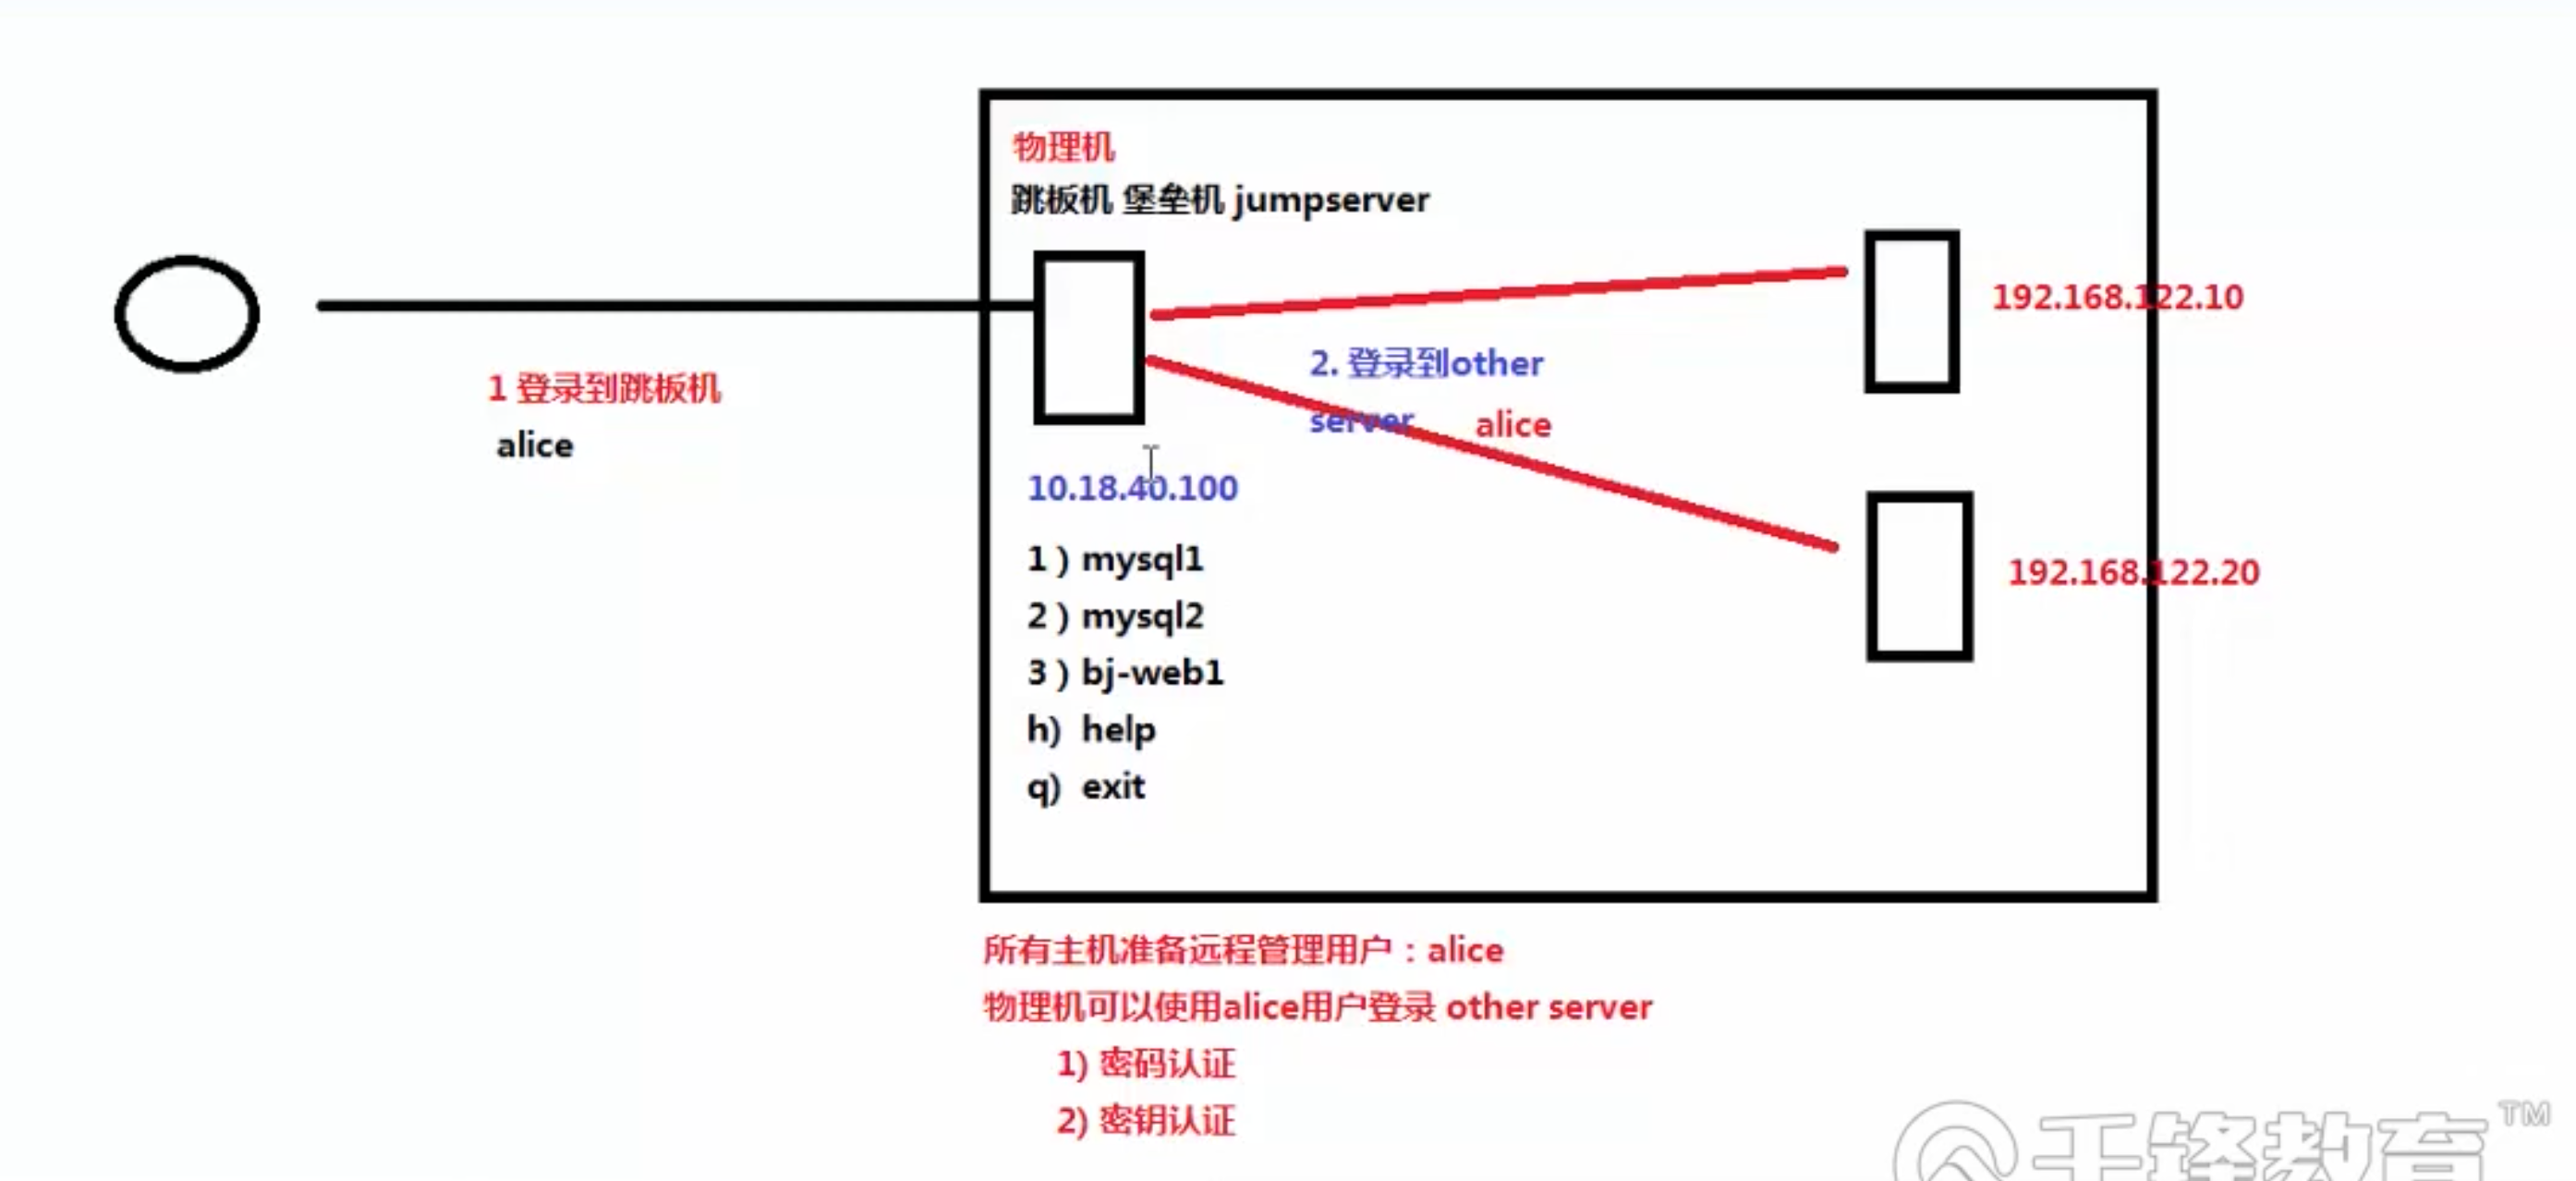 物理机
跳板机 堡垒机 jumpserver
192.168.122.10
2. 登录到other
server
alice
1 登录到跳板机
alice
10.18.40.100
192.168.122.20
1）mysql1
2）mysql2
3）bj-web1
h) help
q) exit
所有主机准备远程管理用户：alice
物理机可以使用alice用户登录 other server
1) 密码认证
2) 密钥认证
千锋教育™